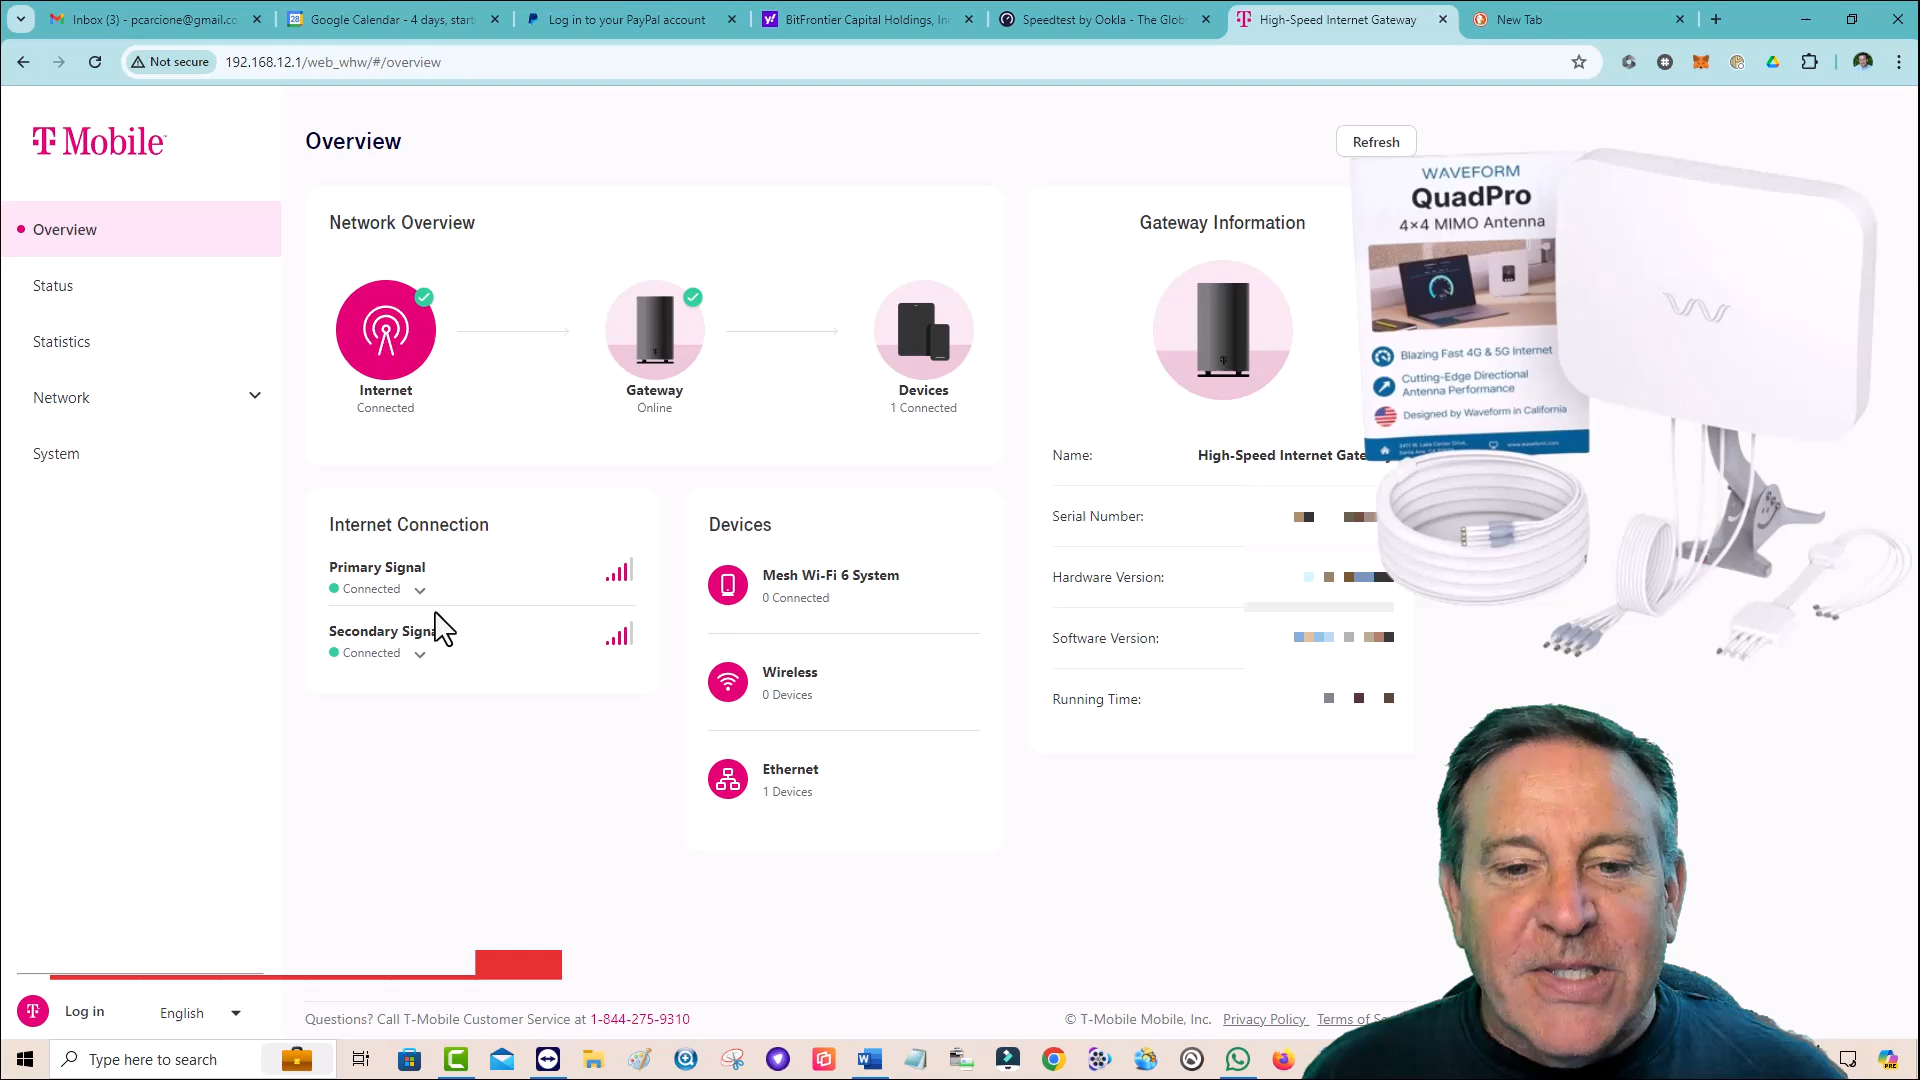 Inbox (3) - pcarcione@gmail.co
Google Calendar - 4 days, start
Log in to your PayPal account
BitFrontier Capital Holdings, In
Speedtest by Ookla - The Glob
High-Speed Internet Gateway
New Tab
Not secure
192.168.12.1/web_whw/#/overview
T Mobile
Overview
Status
Statistics
Network
System
Log in
English
Overview
Refresh
Network Overview
Internet
Connected
Gateway
Online
Devices
1 Connected
Internet Connection
Primary Signal
Connected
Secondary Signa
Connected
Devices
Mesh Wi-Fi 6 System
0 Connected
Wireless
0 Devices
Ethernet
1 Devices
Gateway Information
Name:
High-Speed Internet Gate
Serial Number:
Hardware Version:
Software Version:
Running Time:
WAVEFORM
QuadPro
4×4 MIMO Antenna
Blazing Fast 4G & 5G Internet
Cutting-Edge Directional
Antenna Performance
Designed by Waveform in California
www.waveform.com
Questions? Call T-Mobile Customer Service at 1-844-275-9310
© T-Mobile Mobile, Inc.
Privacy Policy
Terms of
Type here to search